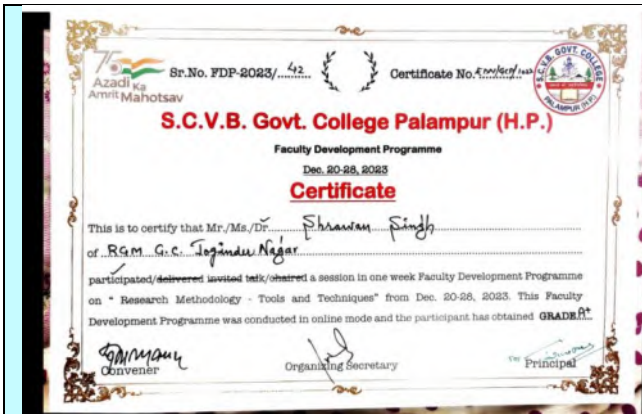 Azadi Ka
Amrit Mahotsav
Sr.No. FDP-2023/ 42
Certificate No.
S.C.V.B. GOVT. COLLEGE
PALAMPUR (H.P.)
S.C.V.B. Govt. College Palampur (H.P.)
Faculty Development Programme
Dec. 20-28, 2023
Certificate
This is to certify that Mr./Ms./Dr. Shrawan Singh
of RGM G.C. Joginder Nagar
participated/delivered invited talk/chaired a session in one week Faculty Development Programme
on " Research Methodology - Tools and Techniques" from Dec. 20-28, 2023. This Faculty
Development Programme was conducted in online mode and the participant has obtained GRADE A+
Convener
Organizing Secretary
Principal